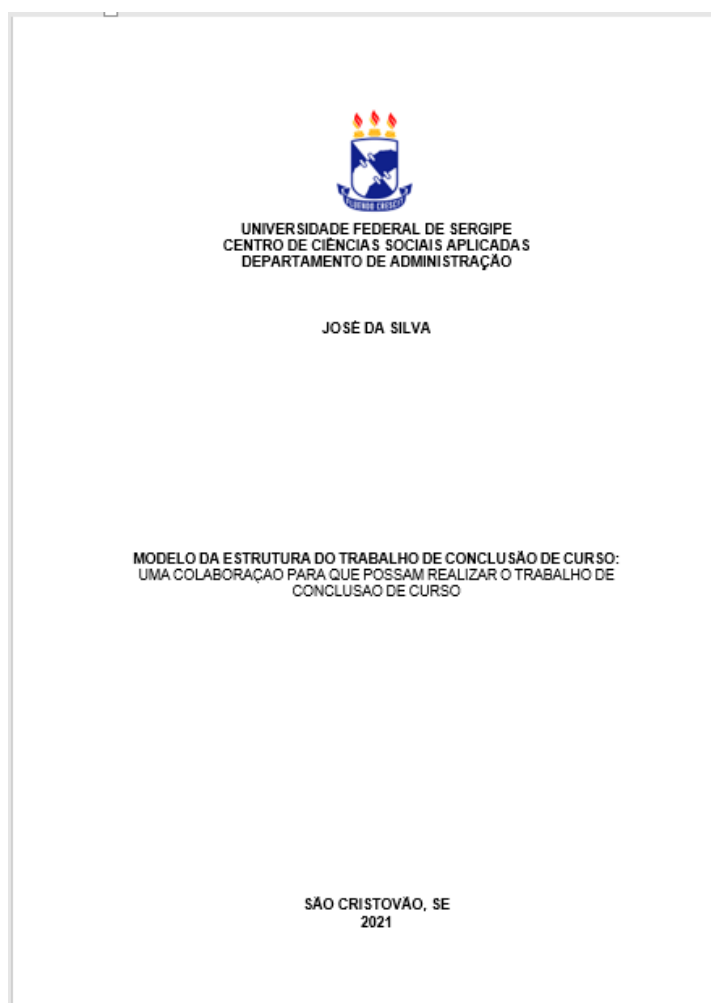 FLUENDO CRESCIT
UNIVERSIDADE FEDERAL DE SERGIPE
CENTRO DE CIÊNCIAS SOCIAIS APLICADAS
DEPARTAMENTO DE ADMINISTRAÇÃO
JOSÉ DA SILVA
MODELO DA ESTRUTURA DO TRABALHO DE CONCLUSÃO DE CURSO:
UMA COLABORAÇAO PARA QUE POSSAM REALIZAR O TRABALHO DE
CONCLUSAO DE CURSO
SÃO CRISTOVÃO, SE
2021